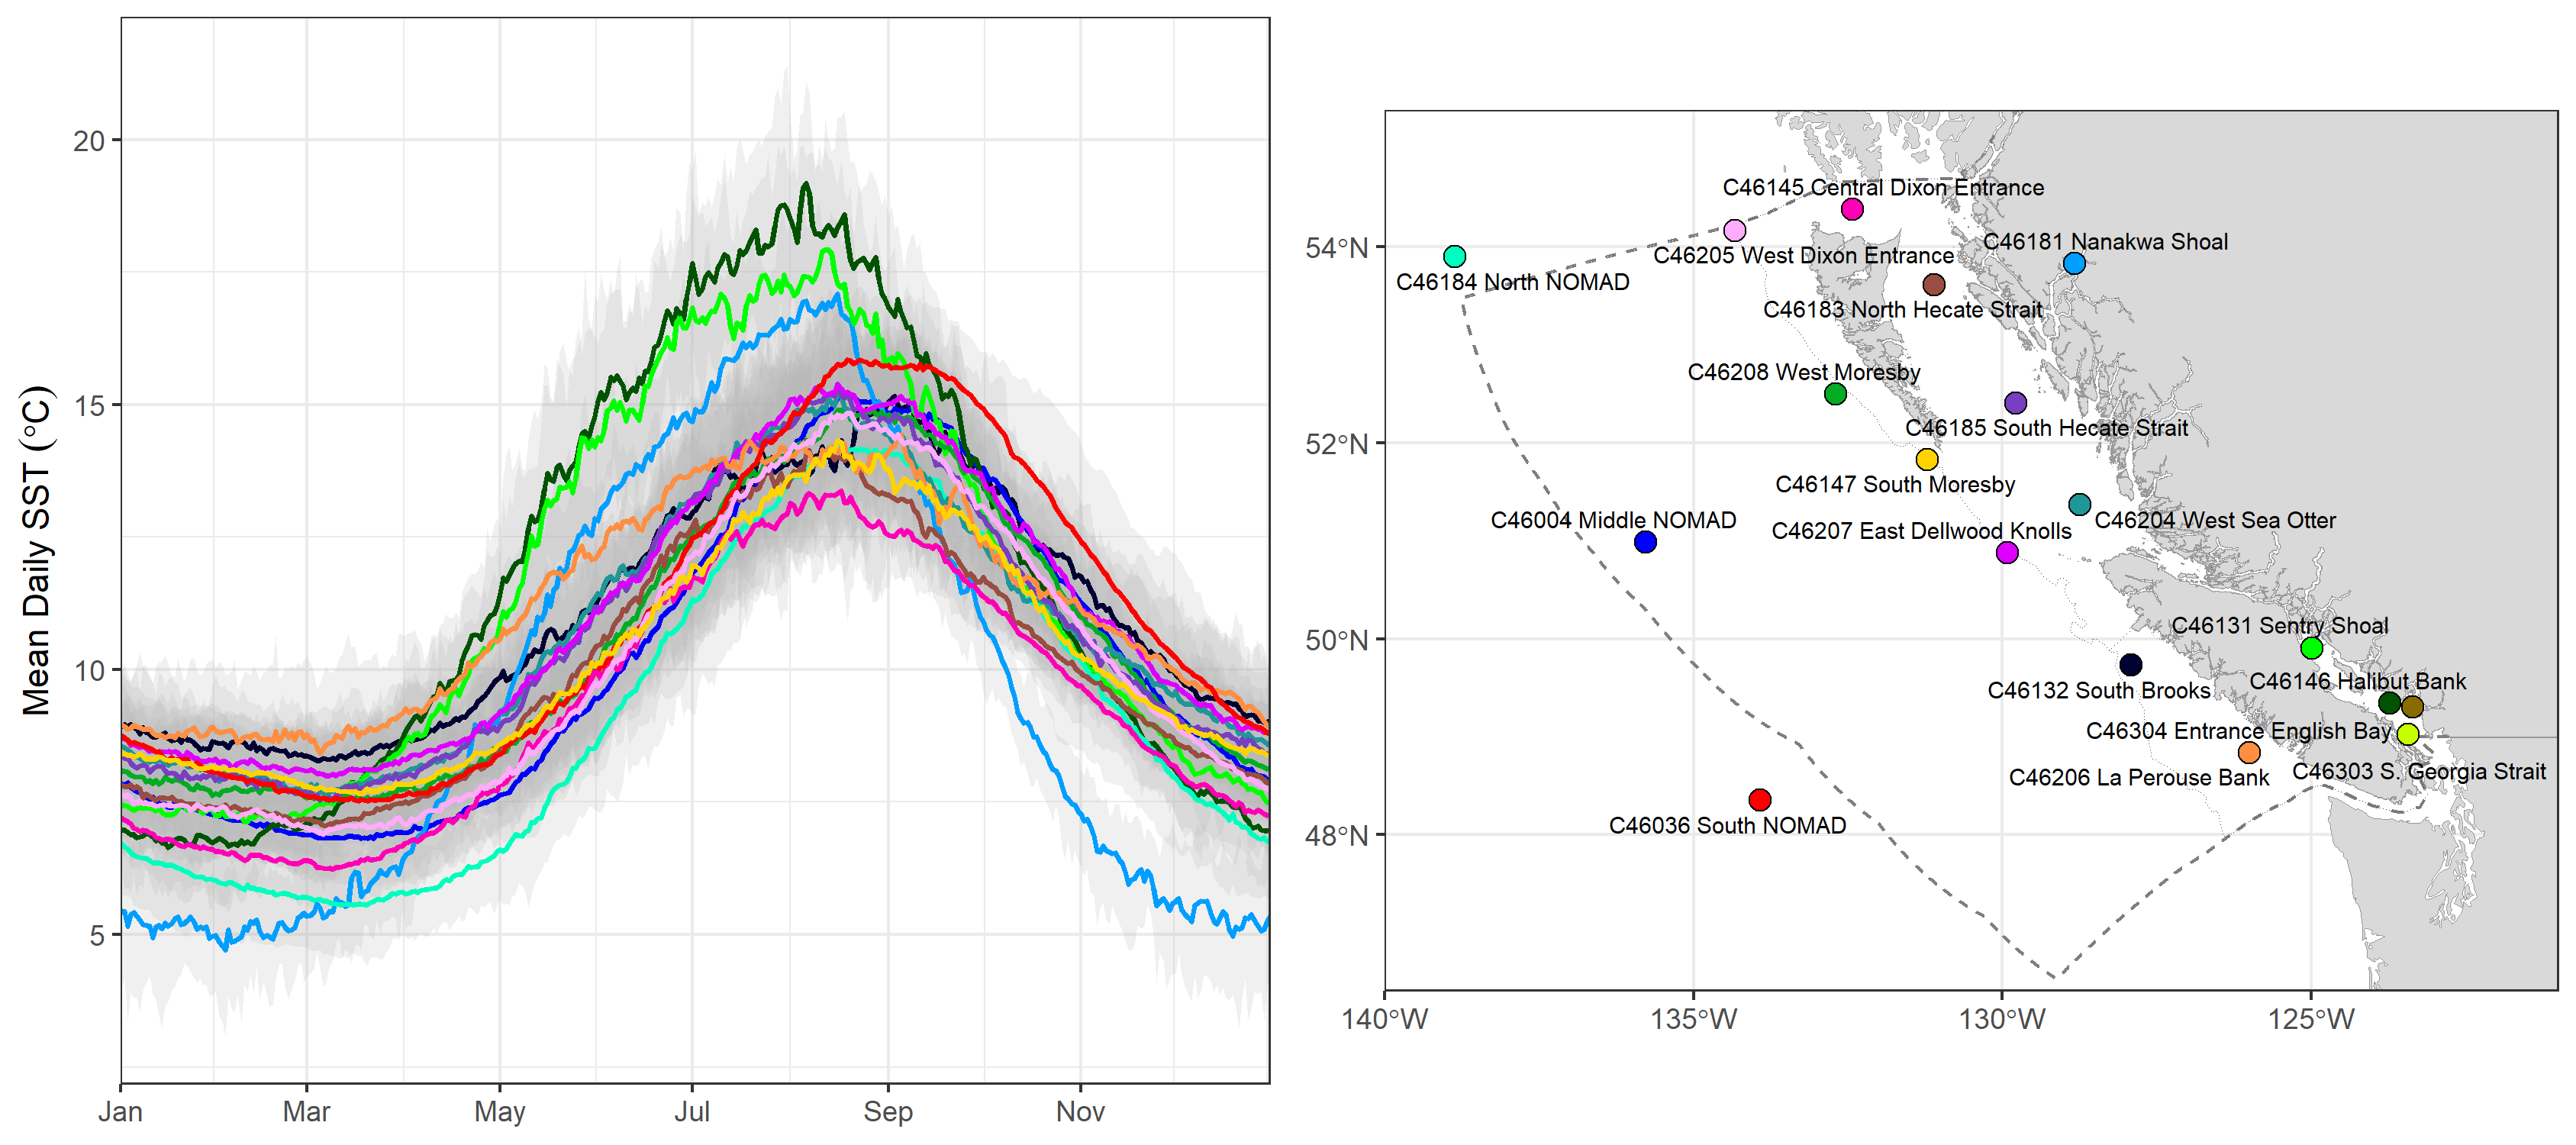 Mean Daily SST (°C)
20
15
10
5
Jan
Mar
May
Jul
Sep
Nov
54°N
52°N
50°N
48°N
140°W
135°W
130°W
125°W
C46145 Central Dixon Entrance
C46181 Nanakwa Shoal
C46205 West Dixon Entrance
C46184 North NOMAD
C46183 North Hecate Strait
C46208 West Moresby
C46185 South Hecate Strait
C46147 South Moresby
C46004 Middle NOMAD
C46204 West Sea Otter
C46207 East Dellwood Knolls
C46131 Sentry Shoal
C46146 Halibut Bank
C46132 South Brooks
C46304 Entrance English Bay
C46303 S. Georgia Strait
C46206 La Perouse Bank
C46036 South NOMAD